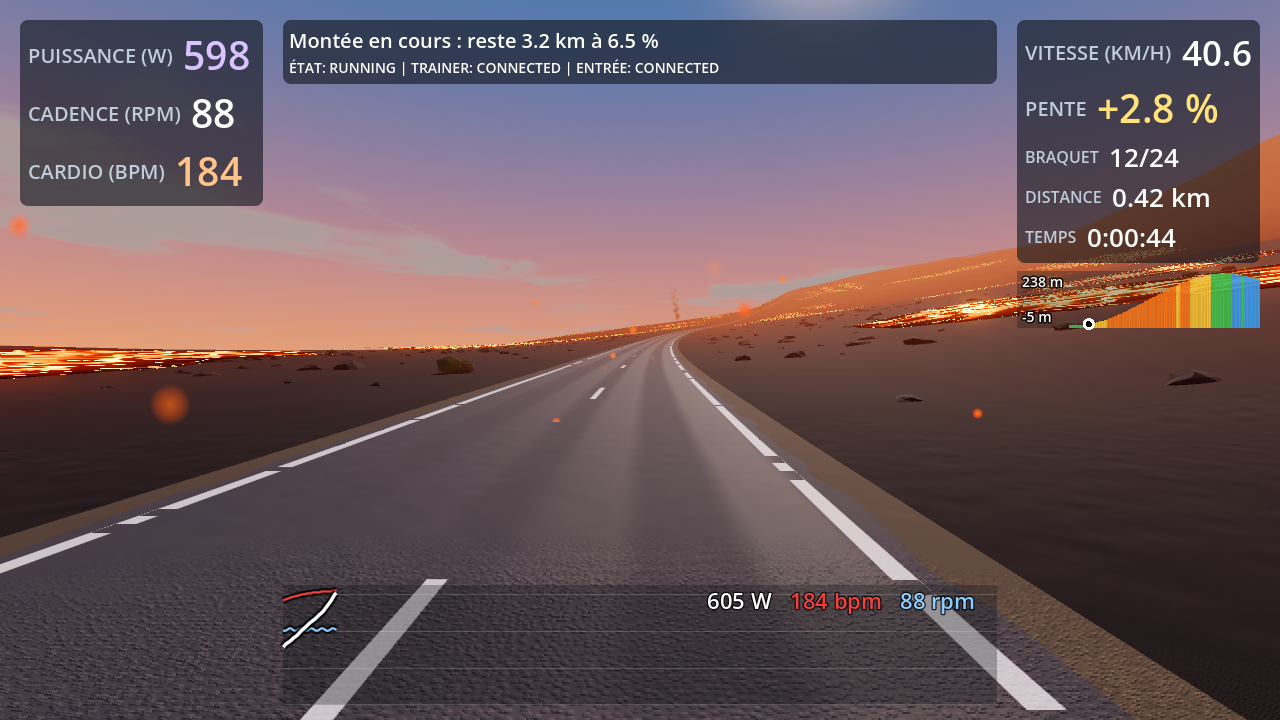 PUISSANCE (W) 598
CADENCE (RPM) 88
CARDIO (BPM) 184
Montée en cours : reste 3.2 km à 6.5 %
ÉTAT: RUNNING | TRAINER: CONNECTED | ENTRÉE: CONNECTED
VITESSE (KM/H) 40.6
PENTE +2.8 %
BRAQUET 12/24
DISTANCE 0.42 km
TEMPS 0:00:44
238 m
-5 m
605 W 184 bpm 88 rpm